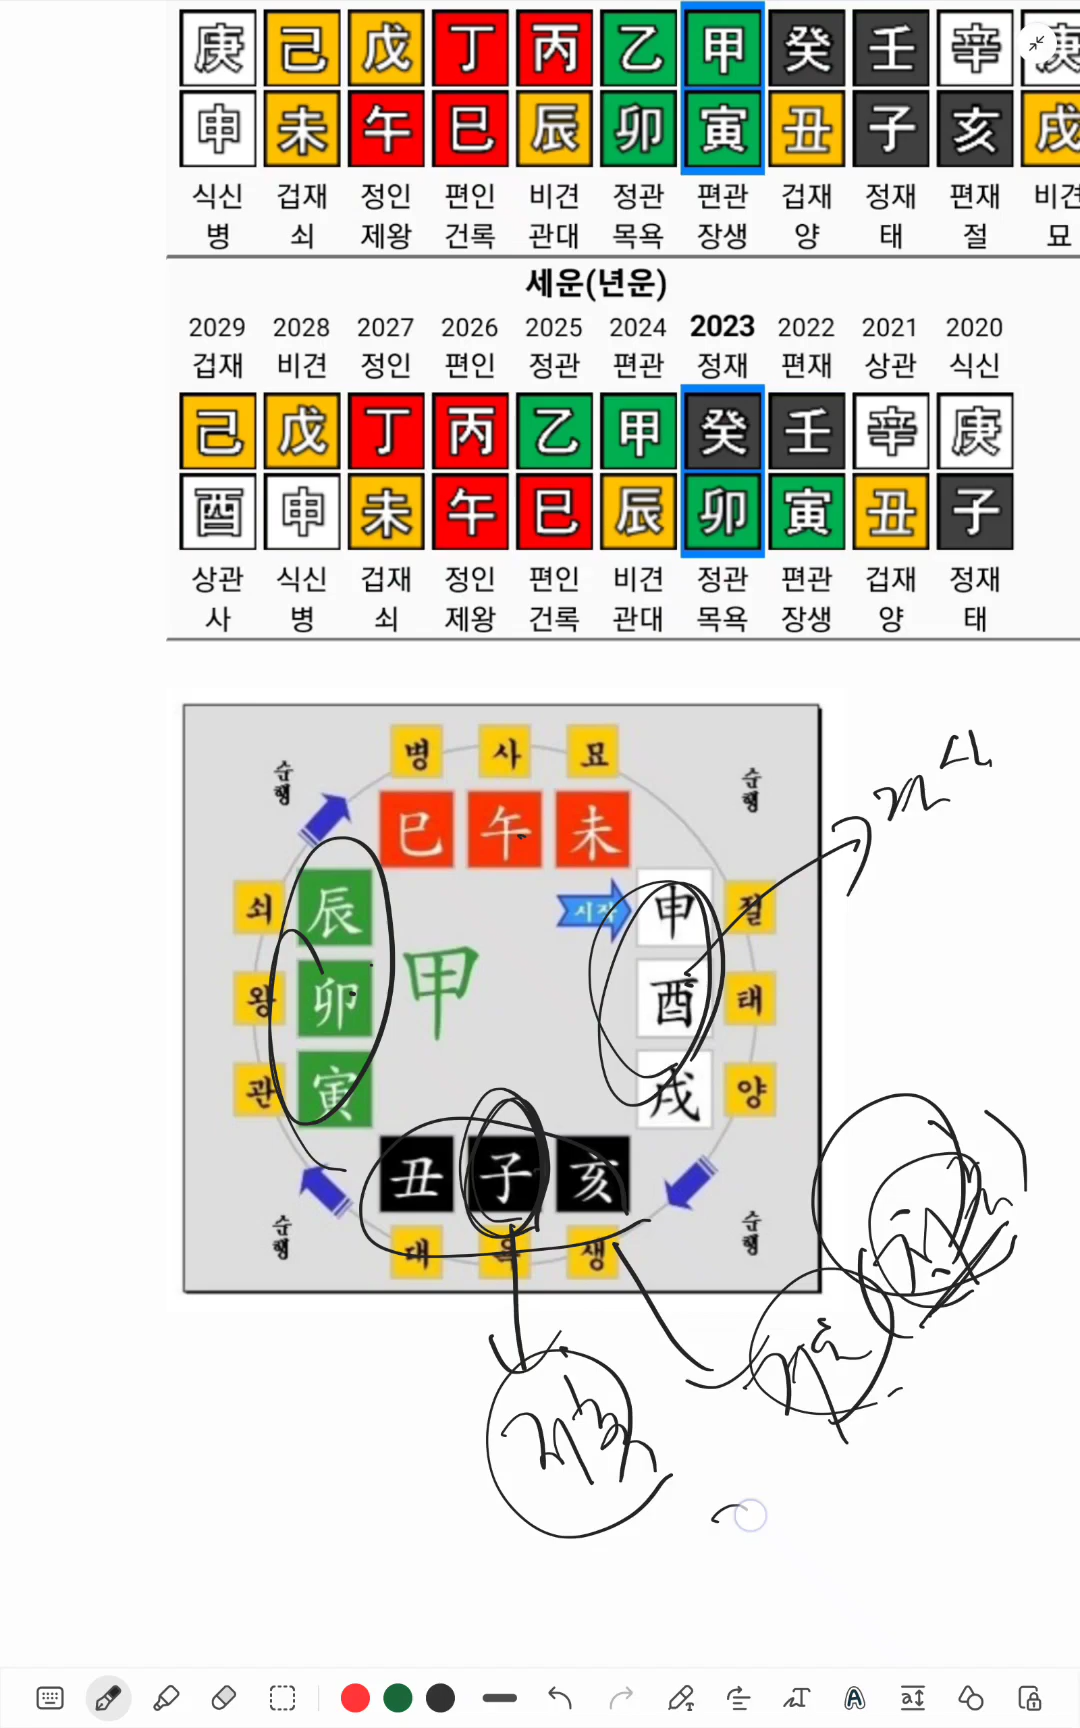 庚 己 戊 丁 丙 乙 甲 癸 壬 辛 庚
申 未 午 巳 辰 卯 寅 丑 子 亥 戌
식신 겁재 정인 편인 비견 정관 편관 겁재 정재 편재 비견
병 쇠 제왕 건록 관대 목욕 장생 양 태 절 묘
세운(년운)
2029 2028 2027 2026 2025 2024 2023 2022 2021 2020
겁재 비견 정인 편인 정관 편관 정재 편재 상관 식신
己 戊 丁 丙 乙 甲 癸 壬 辛 庚
酉 申 未 午 巳 辰 卯 寅 丑 子
상관 식신 겁재 정인 편인 비견 정관 편관 겁재 정재
사 병 쇠 제왕 건록 관대 목욕 장생 양 태
병 사 묘
순행 순행
巳 午 未
쇠 辰 시작 申 절
왕 卯 甲 酉 태
관 寅 戌 양
丑 子 亥
순행 순행
대 욕 생